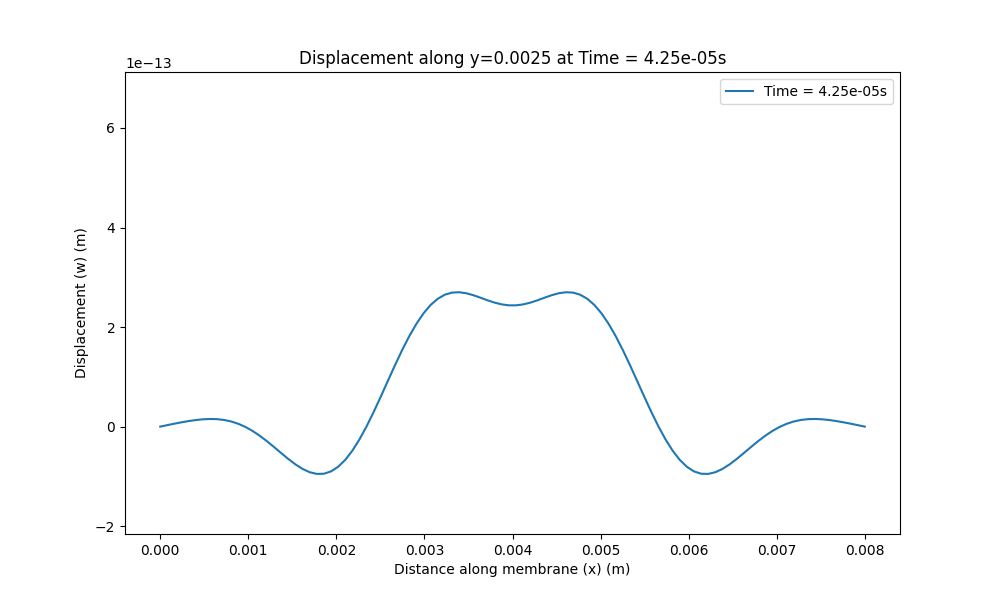 Displacement along y=0.0025 at Time = 4.25e-05s
1e−13
Time = 4.25e-05s
6
4
2
0
−2
Displacement (w) (m)
0.000 0.001 0.002 0.003 0.004 0.005 0.006 0.007 0.008
Distance along membrane (x) (m)